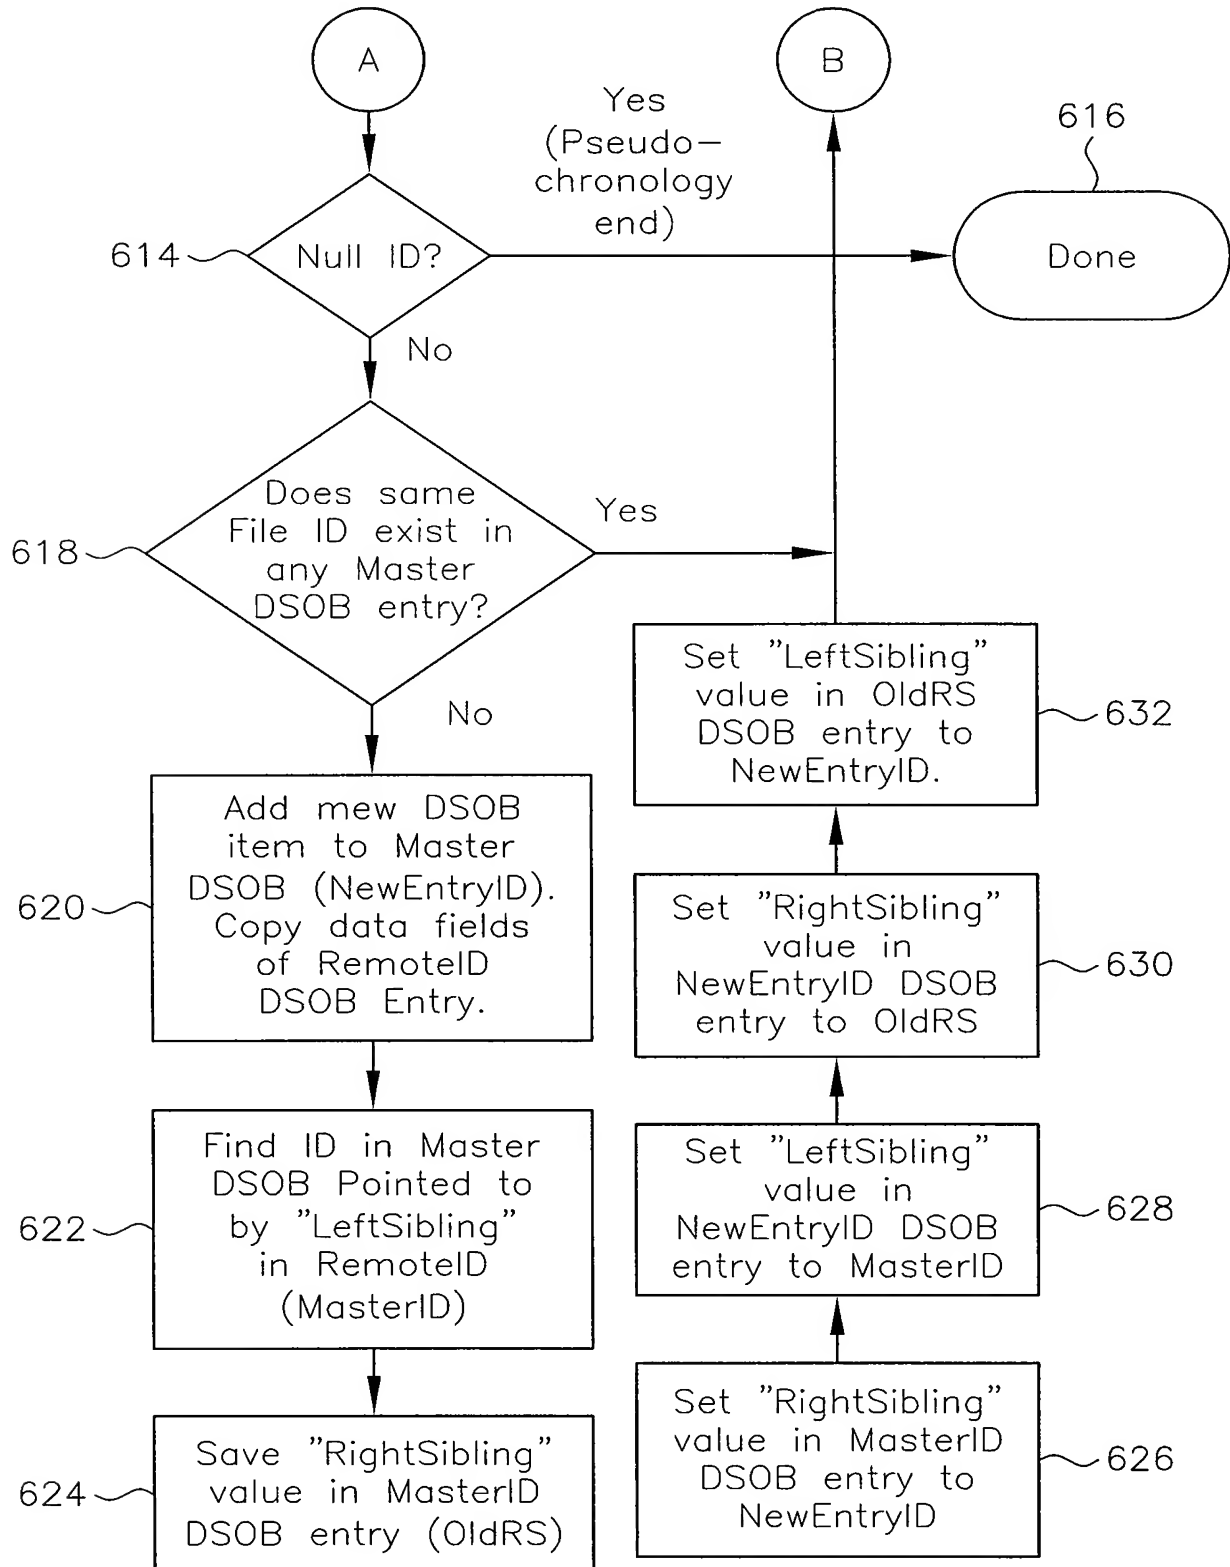 A
B
Yes
(Pseudo-
chronology
end)
616
614
Null ID?
Done
No
Does same
File ID exist in
any Master
DSOB entry?
618
Yes
No
Add mew DSOB
item to Master
DSOB (NewEntryID).
Copy data fields
of RemoteID
DSOB Entry.
620
Find ID in Master
DSOB Pointed to
by "LeftSibling"
in RemoteID
(MasterID)
622
Save "RightSibling"
value in MasterID
DSOB entry (OldRS)
624
Set "LeftSibling"
value in OldRS
DSOB entry to
NewEntryID.
632
Set "RightSibling"
value in
NewEntryID DSOB
entry to OldRS
630
Set "LeftSibling"
value in
NewEntryID DSOB
entry to MasterID
628
Set "RightSibling"
value in MasterID
DSOB entry to
NewEntryID
626